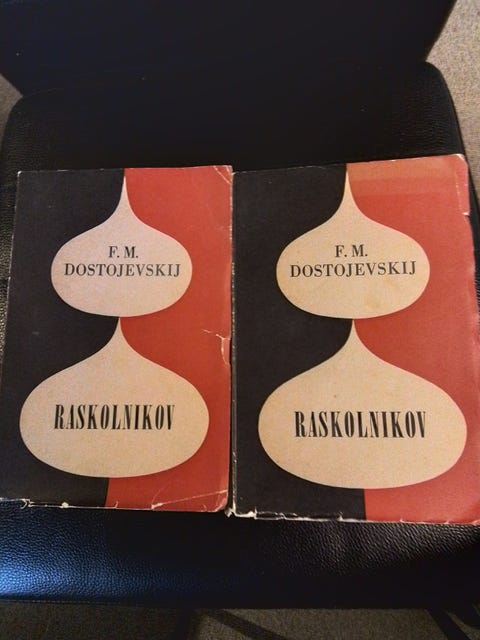 F. M.
DOSTOJEVSKIJ
RASKOLNIKOV
F. M.
DOSTOJEVSKIJ
RASKOLNIKOV